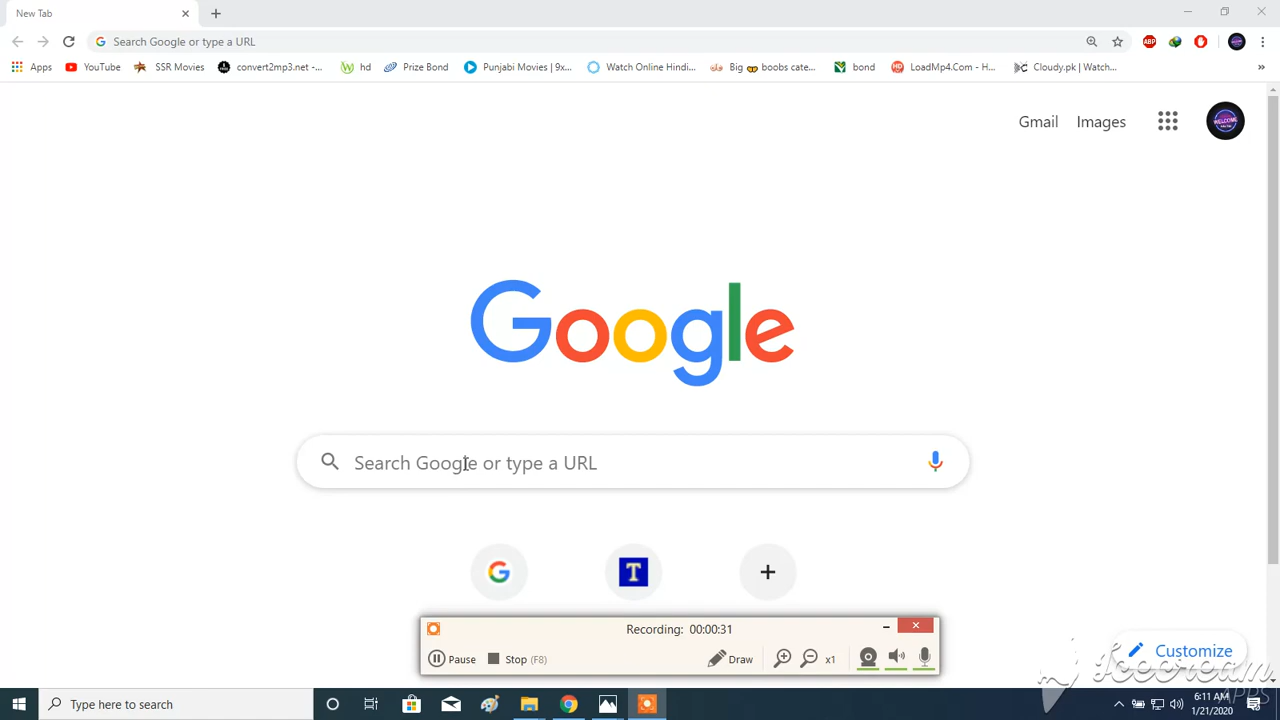 New Tab
Search Google or type a URL
Apps YouTube SSR Movies convert2mp3.net -... hd Prize Bond Punjabi Movies | 9x... Watch Online Hindi... Big boobs cate... bond LoadMp4.Com - H... Cloudy.pk | Watch... »
Gmail Images
WELCOME
Google
Search Google or type a URL
G T +
Recording: 00:00:31
Pause Stop (F8) Draw x1
Customize
Icecream
APPS
Type here to search
6:11 AM
1/21/2020